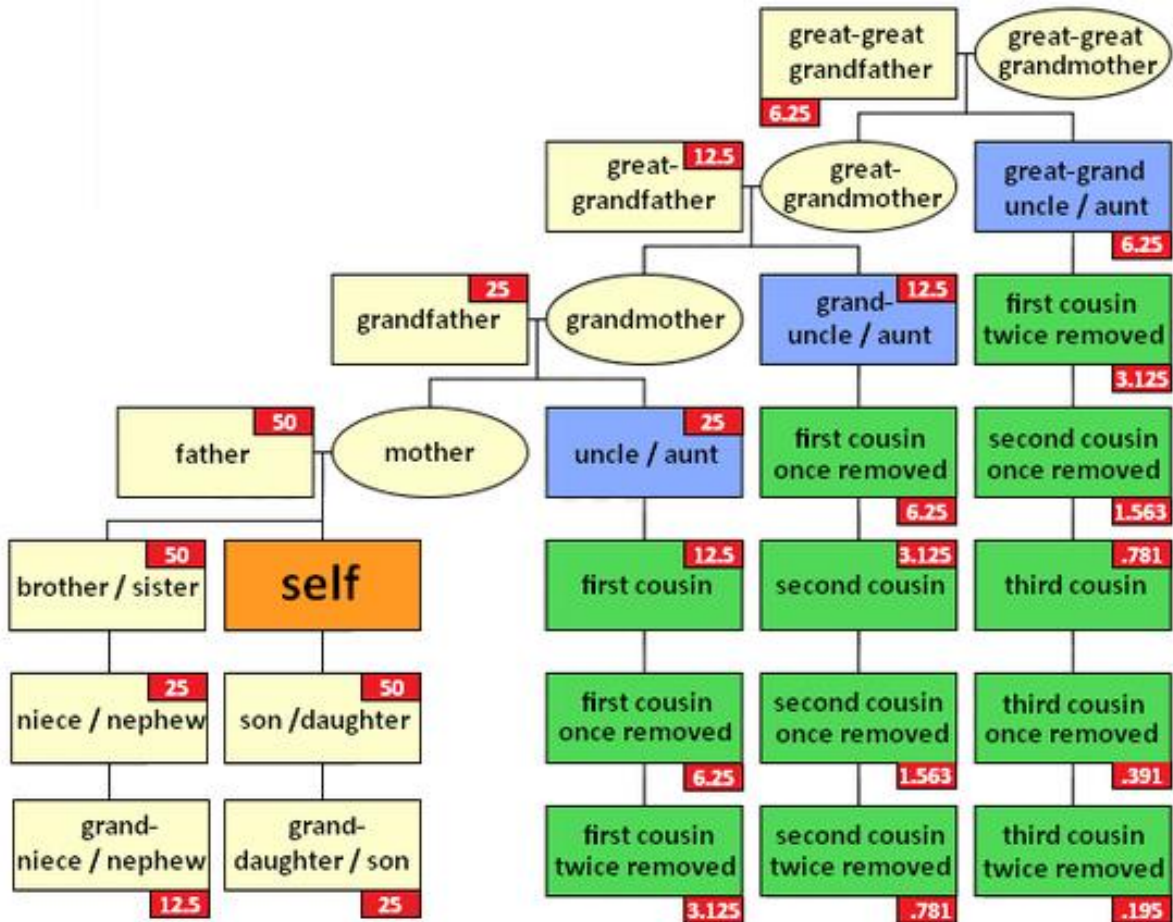 great-great
grandfather
6.25
great-great
grandmother
12.5
great-
grandfather
great-
grandmother
great-grand
uncle / aunt
6.25
25
grandfather
grandmother
12.5
grand-
uncle / aunt
first cousin
twice removed
3.125
50
father
mother
25
uncle / aunt
first cousin
once removed
6.25
second cousin
once removed
1.563
50
brother / sister
self
12.5
first cousin
3.125
second cousin
.781
third cousin
25
niece / nephew
50
son /daughter
first cousin
once removed
6.25
second cousin
once removed
1.563
third cousin
once removed
.391
grand-
niece / nephew
12.5
grand-
daughter / son
25
first cousin
twice removed
3.125
second cousin
twice removed
.781
third cousin
twice removed
.195